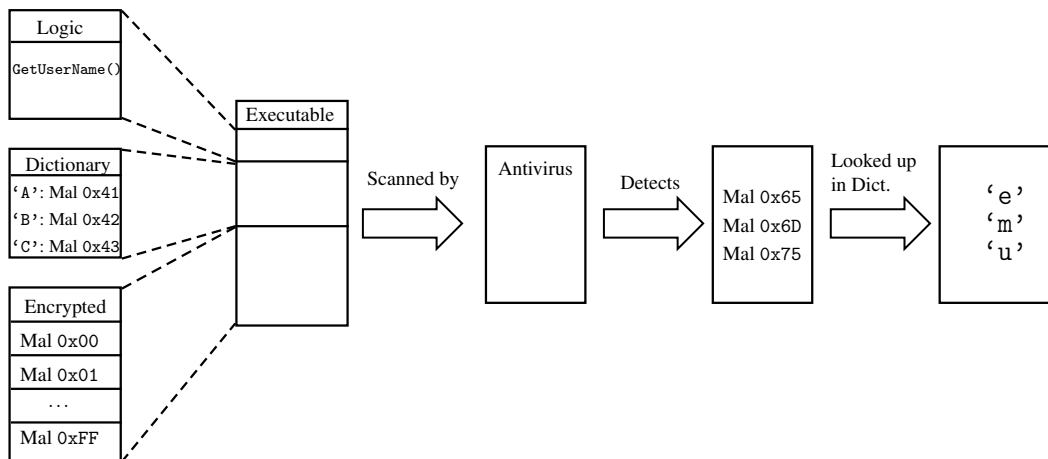 Logic
GetUserName()
Dictionary
‘A’: Mal 0x41
‘B’: Mal 0x42
‘C’: Mal 0x43
Encrypted
Mal 0x00
Mal 0x01
...
Mal 0xFF
Executable
Scanned by
Antivirus
Detects
Mal 0x65
Mal 0x6D
Mal 0x75
Looked up
in Dict.
‘e’
‘m’
‘u’